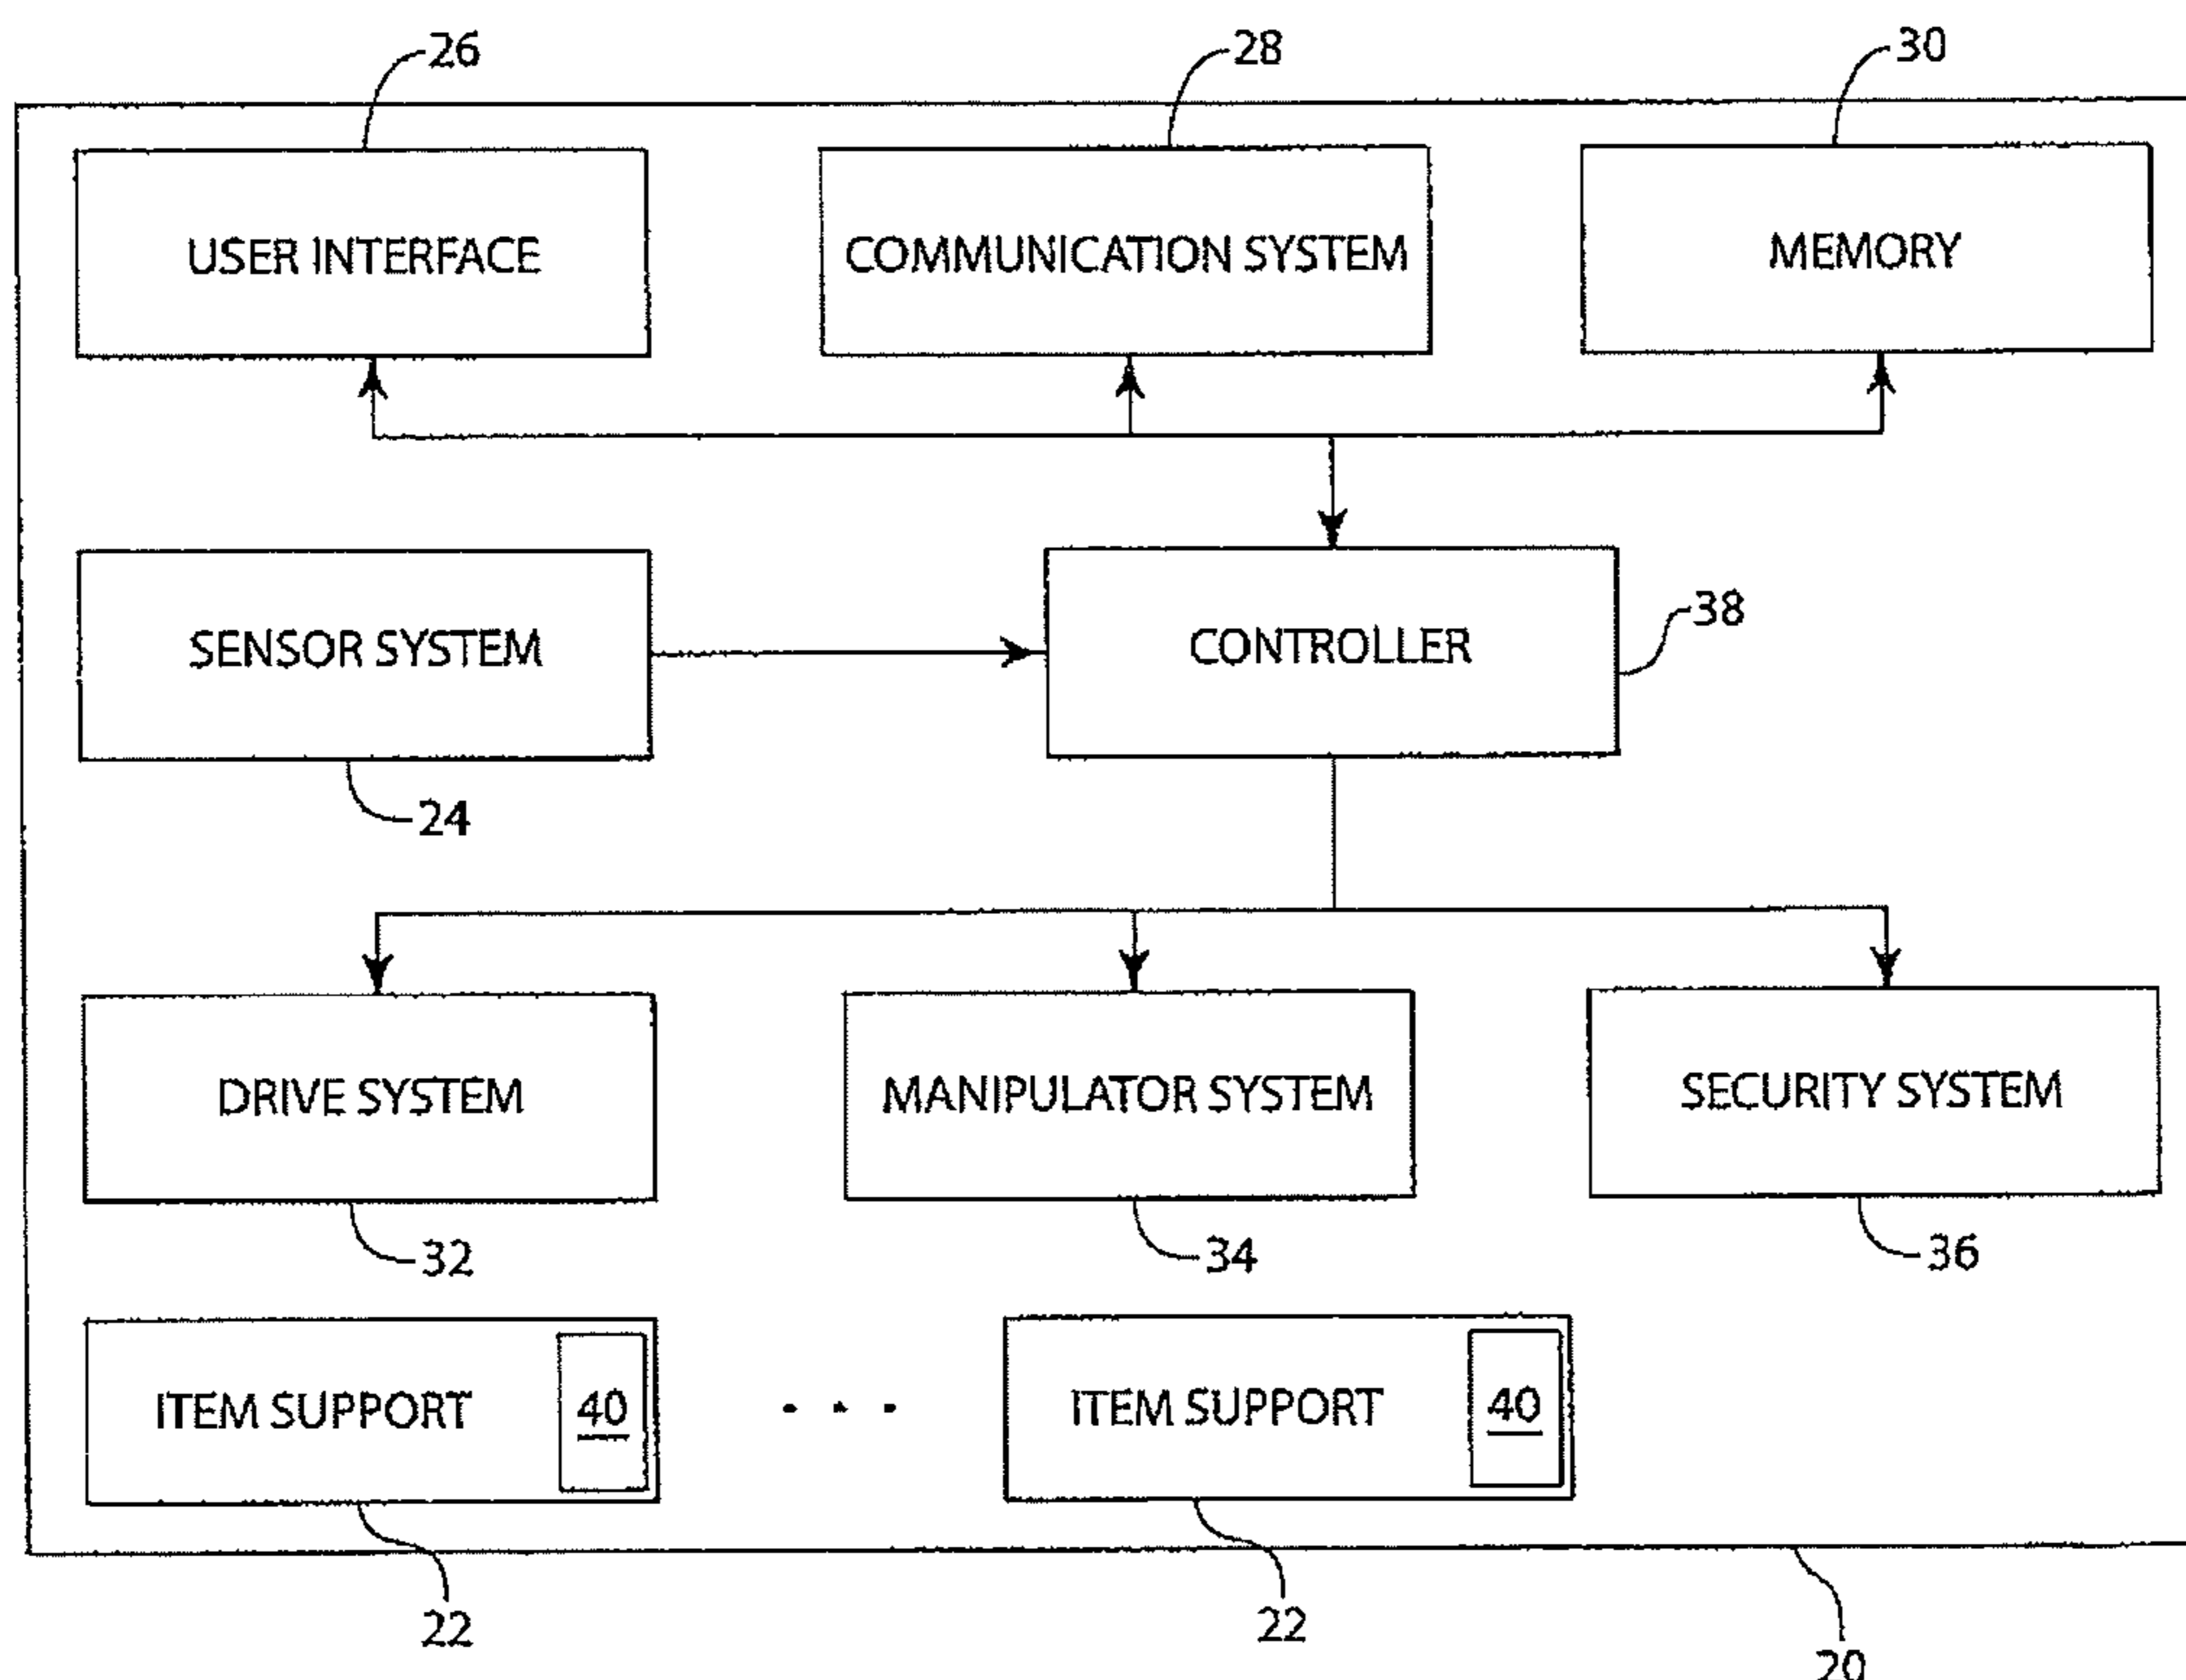 26
28
30
USER INTERFACE
COMMUNICATION SYSTEM
MEMORY
SENSOR SYSTEM
CONTROLLER
38
24
DRIVE SYSTEM
MANIPULATOR SYSTEM
SECURITY SYSTEM
32
34
36
ITEM SUPPORT
40
ITEM SUPPORT
40
22
22
20